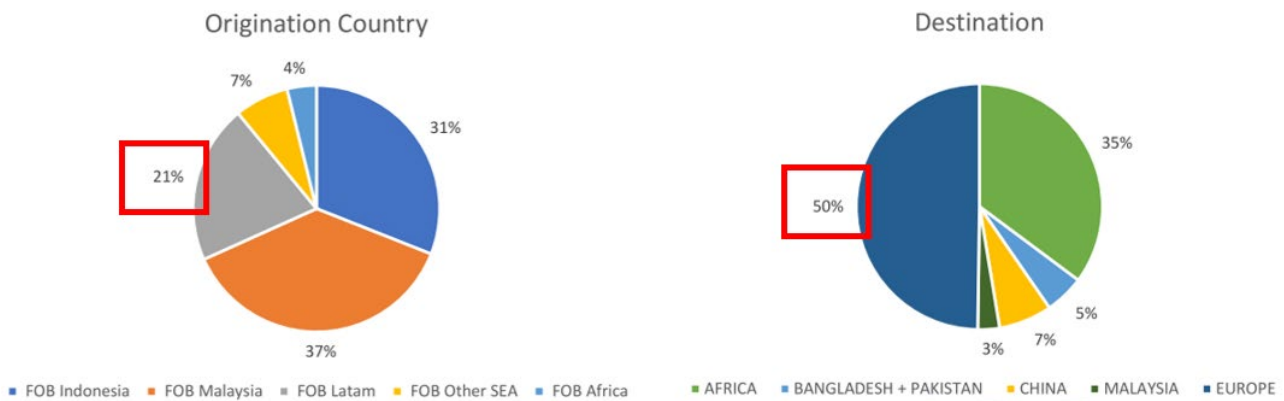 Origination Country
4%
7%
31%
21%
37%
FOB Indonesia FOB Malaysia FOB Latam FOB Other SEA FOB Africa
Destination
35%
50%
5%
7%
3%
AFRICA BANGLADESH + PAKISTAN CHINA MALAYSIA EUROPE